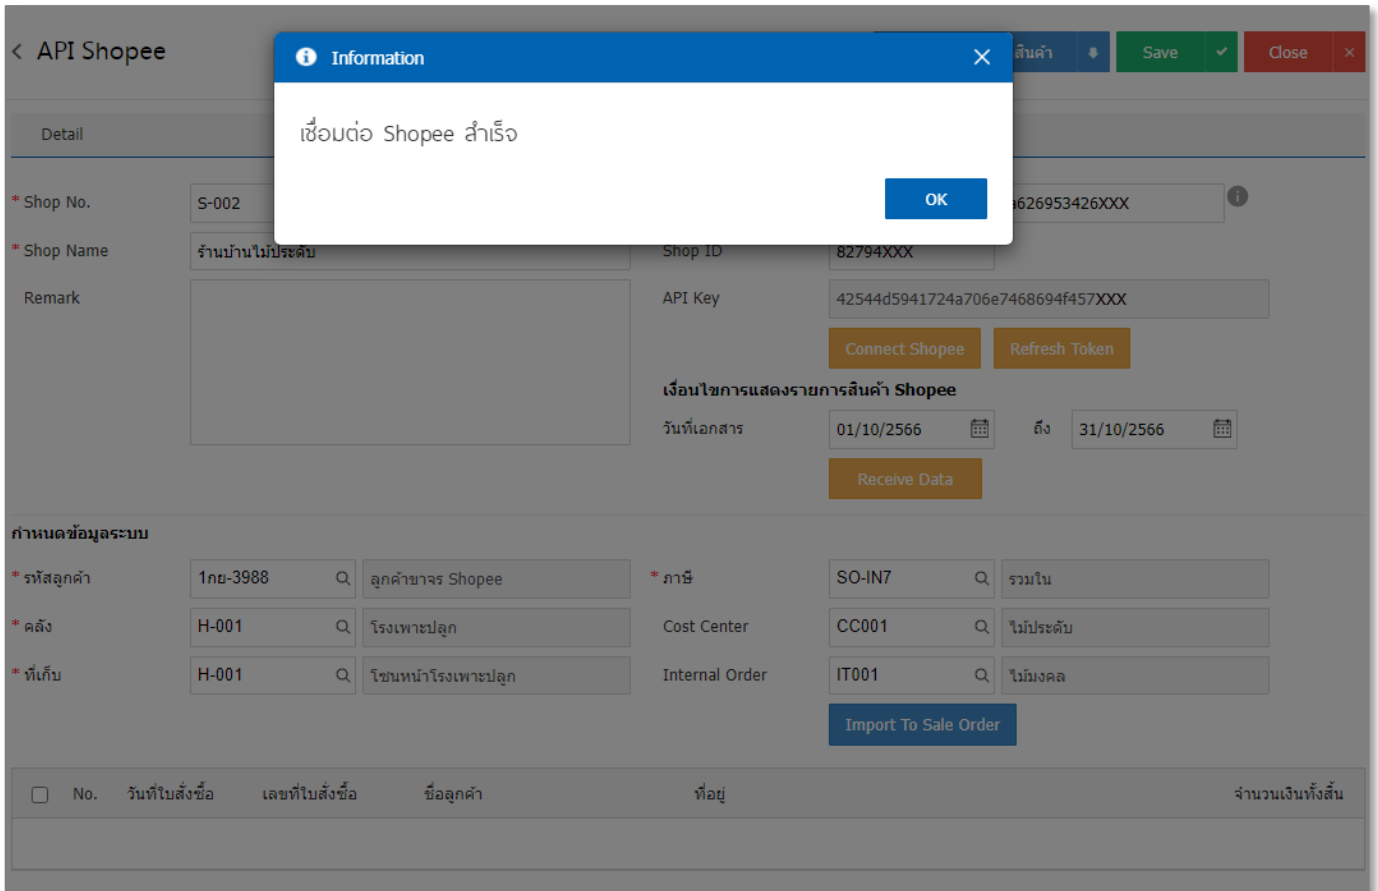 API Shopee
Information
สินค้า
Save
Close
เชื่อมต่อ Shopee สำเร็จ
OK
Detail
* Shop No.
S-002
a626953426XXX
* Shop Name
ร้านบ้านไม้ประดับ
Shop ID
82794XXX
Remark
API Key
42544d5941724a706e7468694f457XXX
Connect Shopee
Refresh Token
เงื่อนไขการแสดงรายการสินค้า Shopee
วันที่เอกสาร
01/10/2566
ถึง
31/10/2566
Receive Data
กำหนดข้อมูลระบบ
* รหัสลูกค้า
1กย-3988
ลูกค้าขาจร Shopee
* ภาษี
SO-IN7
รวมใน
* คลัง
H-001
โรงเพาะปลูก
Cost Center
CC001
ไม้ประดับ
* ที่เก็บ
H-001
โซนหน้าโรงเพาะปลูก
Internal Order
IT001
ไม้มงคล
Import To Sale Order
No.
วันที่ใบสั่งซื้อ
เลขที่ใบสั่งซื้อ
ชื่อลูกค้า
ที่อยู่
จำนวนเงินทั้งสิ้น